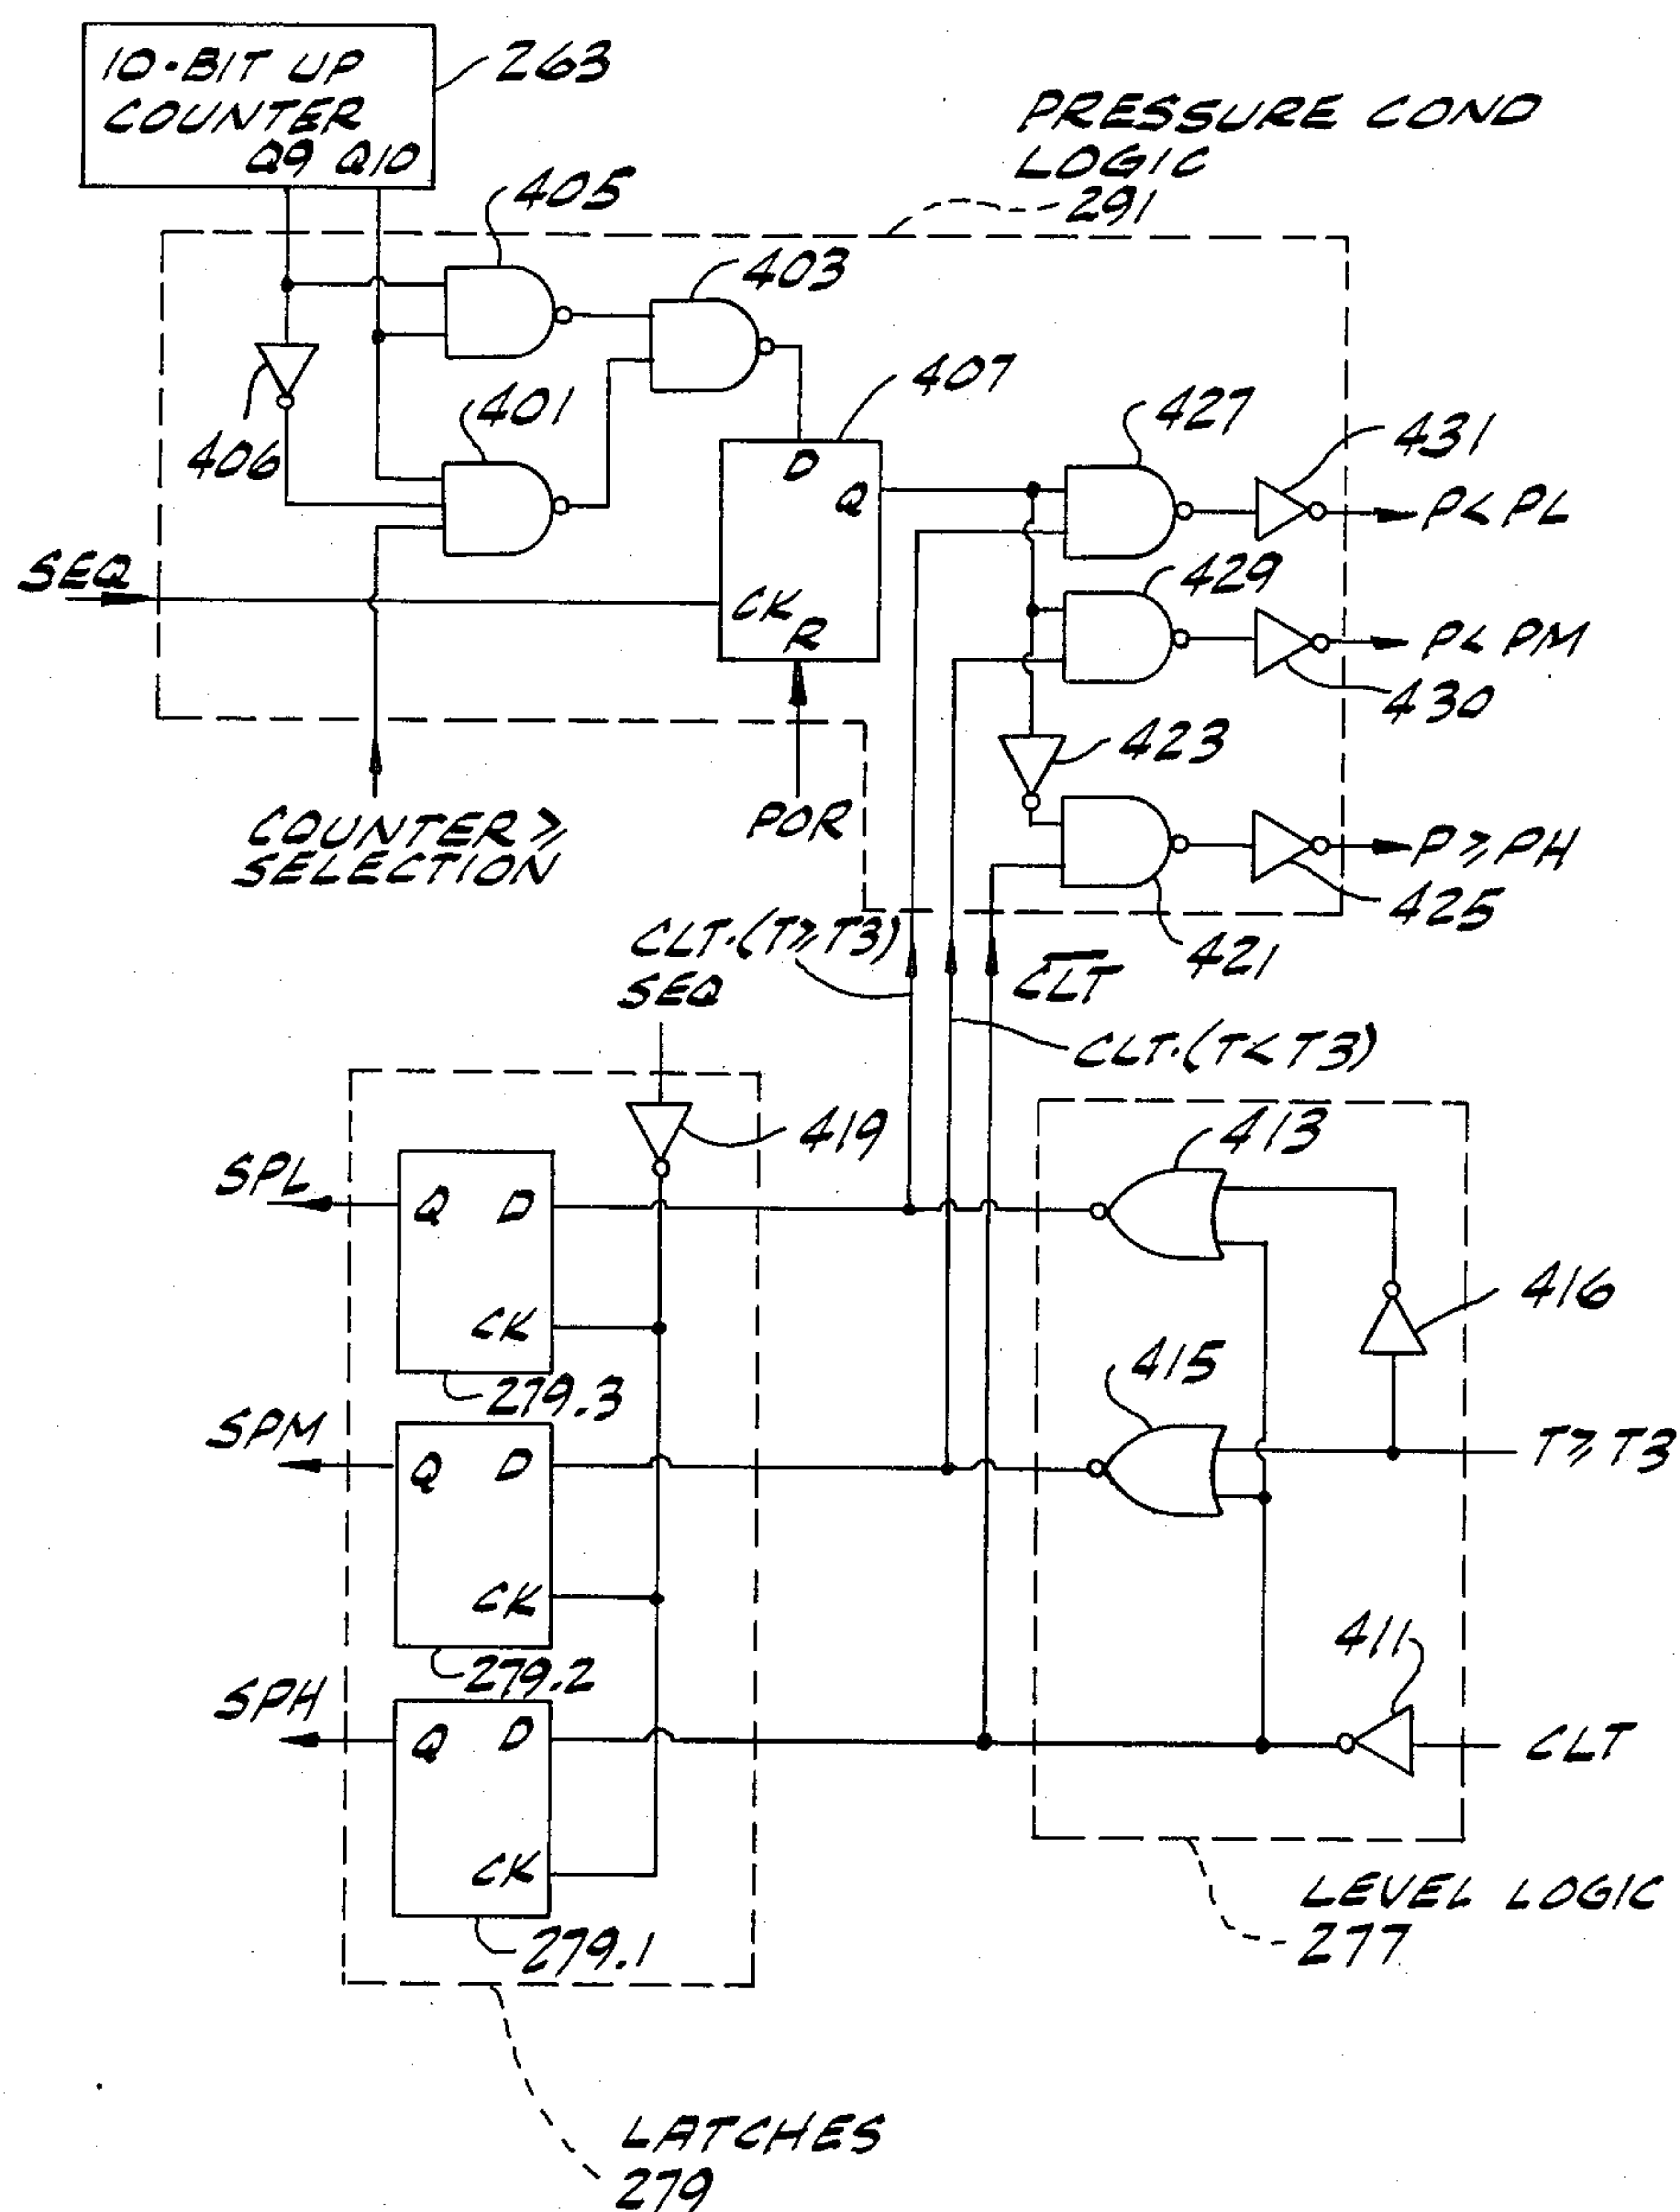 10-BIT UP
COUNTER
Q9 Q10
263
PRESSURE COND
LOGIC
291
405
403
406
401
407
D
Q
CK
R
427
431
P<PL
SEQ
429
P<PM
430
423
COUNTER ≥
SELECTION
POR
P≥PH
425
421
CLT·(T≥T3)
C̅L̅T̅
SEQ
CLT·(T<T3)
419
413
SPL
Q D
CK
279.3
416
415
SPM
Q D
CK
279.2
T≥T3
411
SPH
Q D
CK
279.1
CLT
LEVEL LOGIC
277
LATCHES
279